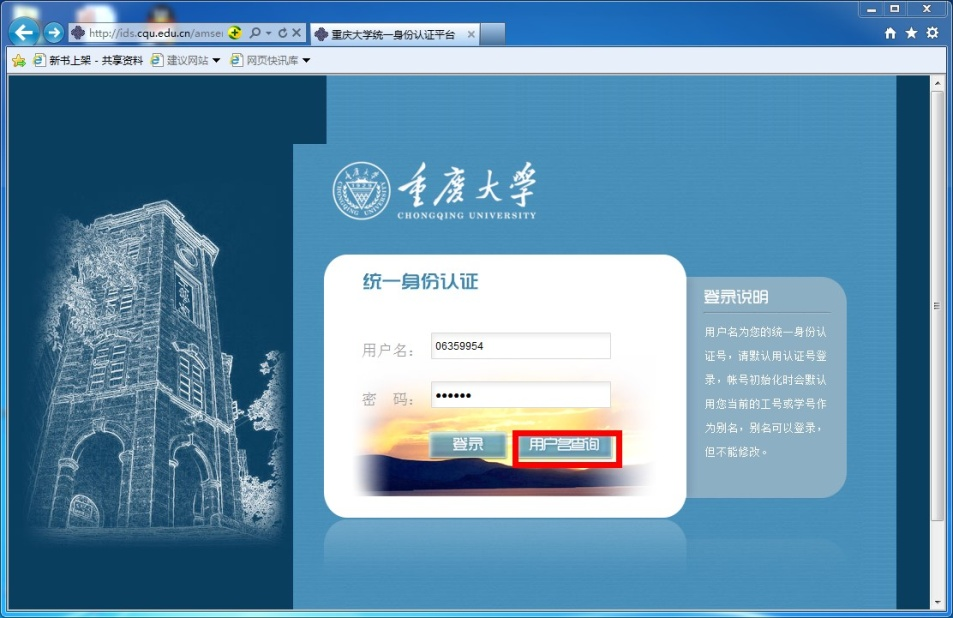 http://ids.cqu.edu.cn/amse
重庆大学统一身份认证平台
新书上架 - 共享资料
建议网站
网页快讯库
重庆大学
CHONGQING UNIVERSITY
统一身份认证
用户名：
06359954
密 码：
••••••
登录
用户名查询
登录说明
用户名为您的统一身份认
证号，请默认用认证号登
录，帐号初始化时会默认
用您当前的工号或学号作
为别名，别名可以登录，
但不能修改。